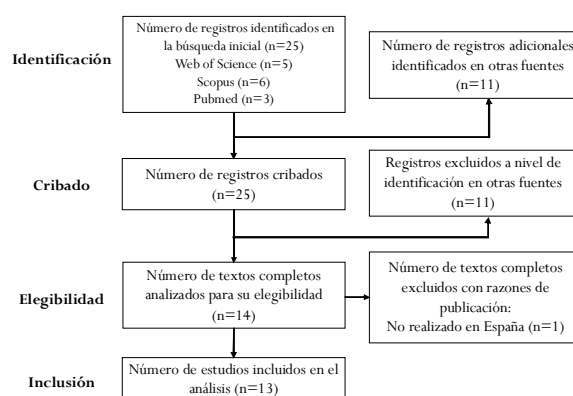 Identificación
Número de registros identificados en
la búsqueda inicial (n=25)
Web of Science (n=5)
Scopus (n=6)
Pubmed (n=3)
Número de registros adicionales
identificados en otras fuentes
(n=11)
Cribado
Número de registros cribados
(n=25)
Registros excluidos a nivel de
identificación en otras fuentes
(n=11)
Elegibilidad
Número de textos completos
analizados para su elegibilidad
(n=14)
Número de textos completos
excluidos con razones de
publicación:
No realizado en España (n=1)
Inclusión
Número de estudios incluidos en el
análisis (n=13)